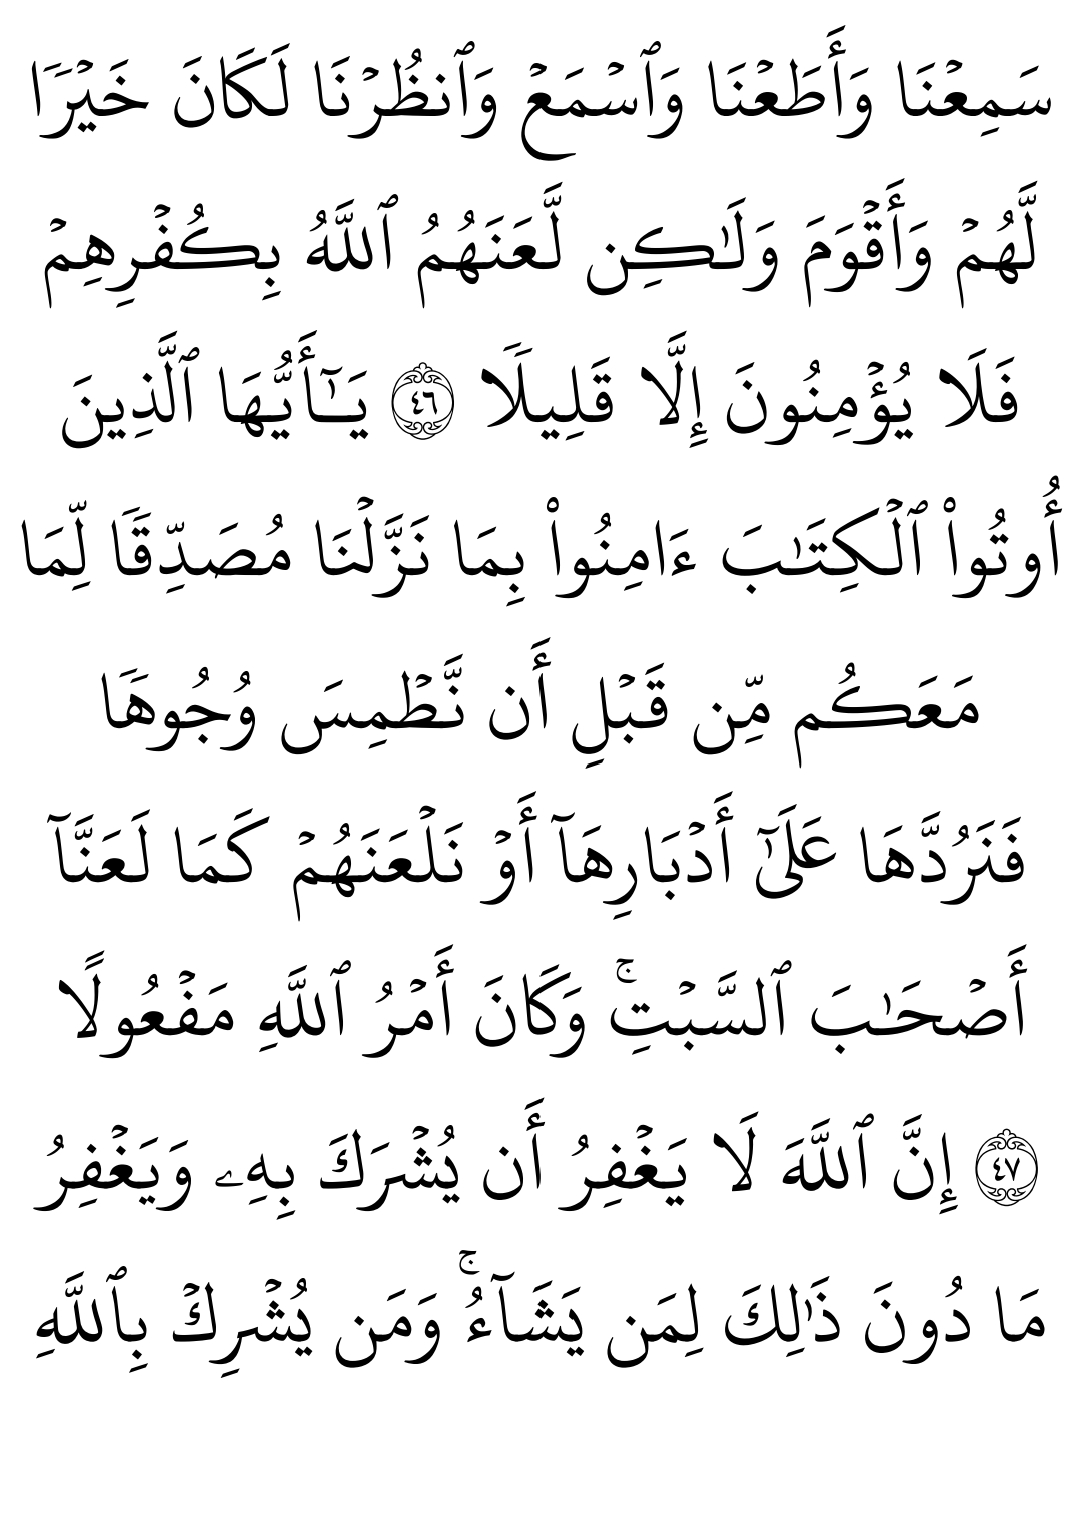 سَمِعۡنَا وَأَطَعۡنَا وَٱسۡمَعۡ وَٱنظُرۡنَا لَكَانَ خَيۡرٗا
لَّهُمۡ وَأَقۡوَمَ وَلَٰكِن لَّعَنَهُمُ ٱللَّهُ بِكُفۡرِهِمۡ
فَلَا يُؤۡمِنُونَ إِلَّا قَلِيلٗا ٤٦ يَـٰٓأَيُّهَا ٱلَّذِينَ
أُوتُواْ ٱلۡكِتَٰبَ ءَامِنُواْ بِمَا نَزَّلۡنَا مُصَدِّقٗا لِّمَا
مَعَكُم مِّن قَبۡلِ أَن نَّطۡمِسَ وُجُوهٗا
فَنَرُدَّهَا عَلَىٰٓ أَدۡبَارِهَآ أَوۡ نَلۡعَنَهُمۡ كَمَا لَعَنَّآ
أَصۡحَٰبَ ٱلسَّبۡتِۚ وَكَانَ أَمۡرُ ٱللَّهِ مَفۡعُولًا
٤٧ إِنَّ ٱللَّهَ لَا يَغۡفِرُ أَن يُشۡرَكَ بِهِۦ وَيَغۡفِرُ
مَا دُونَ ذَٰلِكَ لِمَن يَشَآءُۚ وَمَن يُشۡرِكۡ بِٱللَّهِ